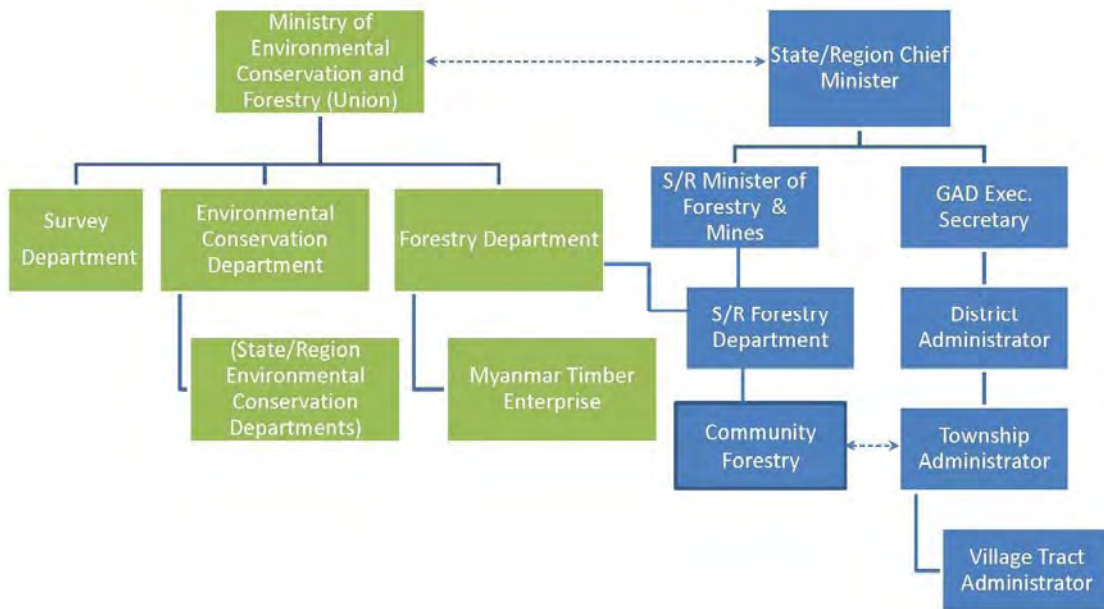 Ministry of
Environmental
Conservation and
Forestry (Union)
State/Region Chief
Minister
Survey
Department
Environmental
Conservation
Department
Forestry Department
S/R Minister of
Forestry &
Mines
GAD Exec.
Secretary
(State/Region
Environmental
Conservation
Departments)
Myanmar Timber
Enterprise
S/R Forestry
Department
District
Administrator
Community
Forestry
Township
Administrator
Village Tract
Administrator